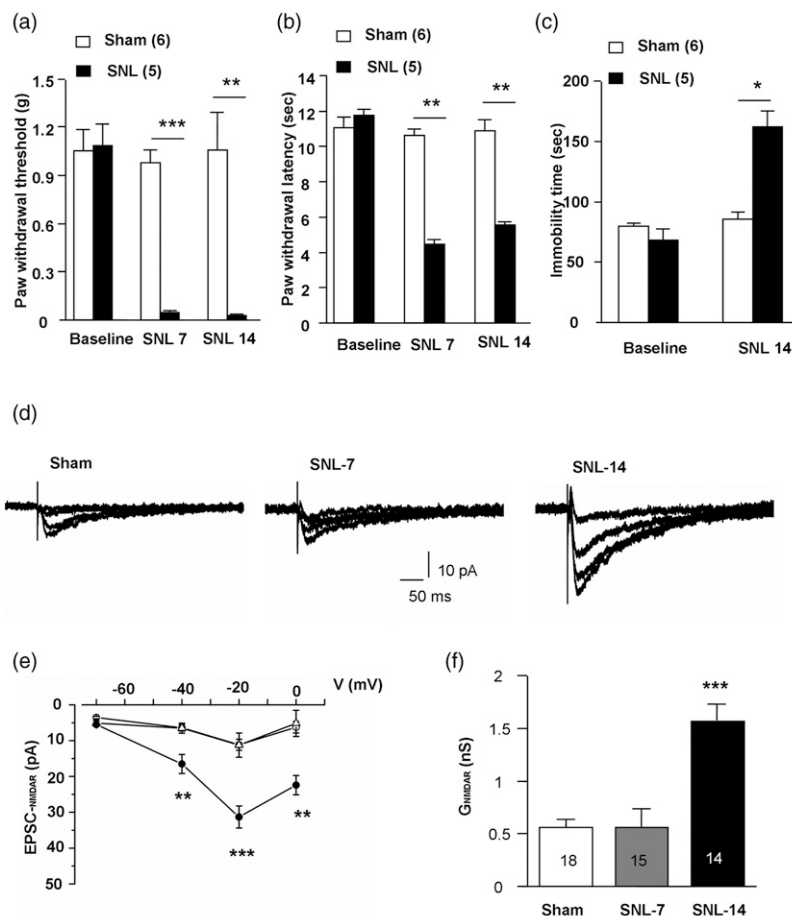 (a)
Sham (6)
SNL (5)
Paw withdrawal threshold (g)
1.5
1.2
0.9
0.6
0.3
0
***
**
Baseline SNL 7 SNL 14
(b)
Sham (6)
SNL (5)
Paw withdrawal latency (sec)
14
12
10
8
6
4
2
0
**
**
Baseline SNL 7 SNL 14
(c)
Sham (6)
SNL (5)
Immobility time (sec)
200
150
100
50
0
*
Baseline SNL 14
(d)
Sham SNL-7 SNL-14
10 pA
50 ms
(e)
-60 -40 -20 0 V (mV)
EPSC-NMDAR (pA)
0
10
20
30
40
50
**
***
**
(f)
GNMDAR (nS)
2
1.5
1
0.5
0
***
18 15 14
Sham SNL-7 SNL-14